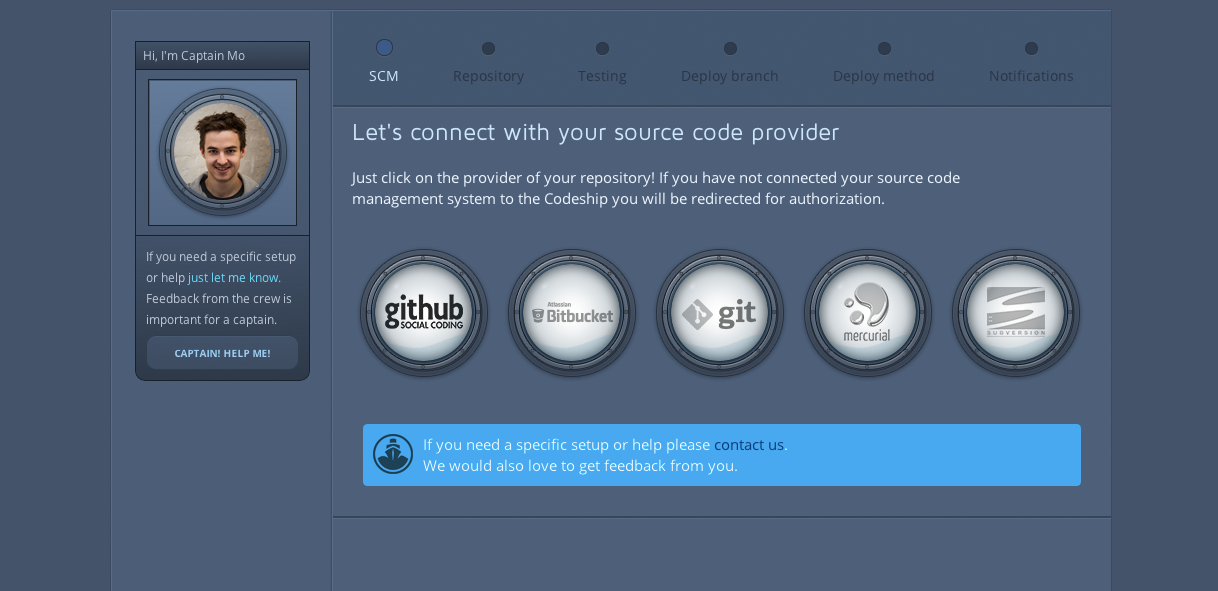 Hi, I'm Captain Mo
If you need a specific setup
or help just let me know.
Feedback from the crew is
important for a captain.
CAPTAIN! HELP ME!
SCM
Repository
Testing
Deploy branch
Deploy method
Notifications
Let's connect with your source code provider
Just click on the provider of your repository! If you have not connected your source code
management system to the Codeship you will be redirected for authorization.
github
SOCIAL CODING
Atlassian
Bitbucket
git
mercurial
SUBVERSION
If you need a specific setup or help please contact us.
We would also love to get feedback from you.